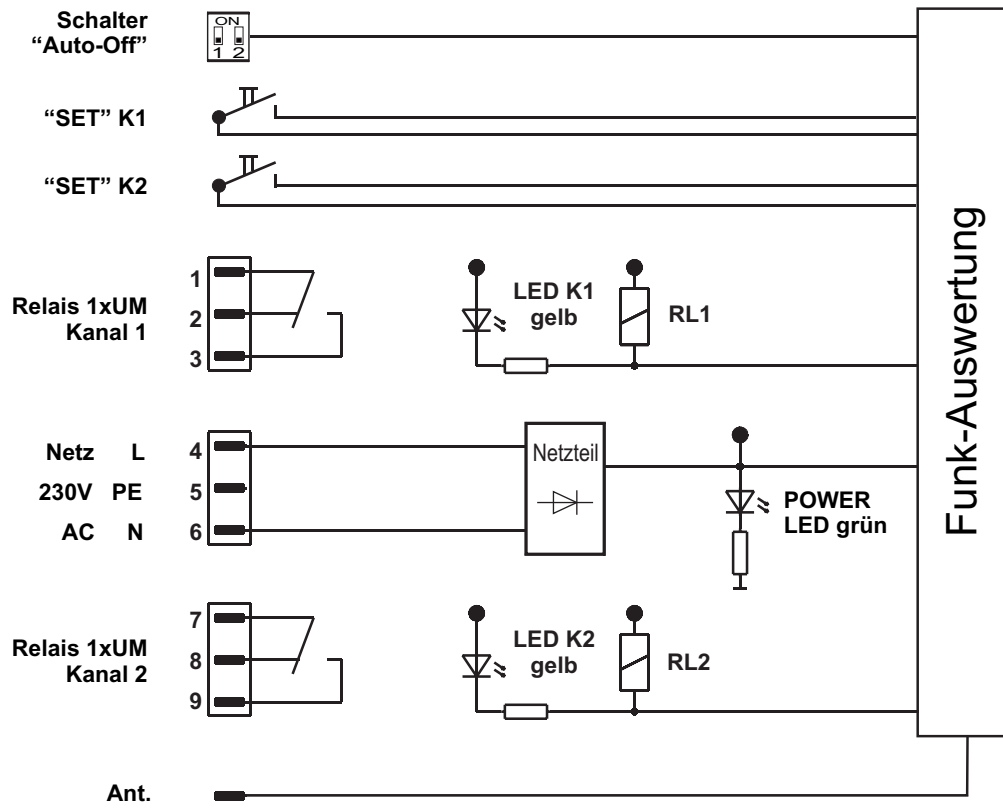 Schalter
“Auto-Off”
ON
1 2
“SET” K1
“SET” K2
Relais 1xUM
Kanal 1
1
2
3
LED K1
gelb
RL1
Netz L
230V PE
AC N
4
5
6
Netzteil
POWER
LED grün
Relais 1xUM
Kanal 2
7
8
9
LED K2
gelb
RL2
Ant.
Funk-Auswertung